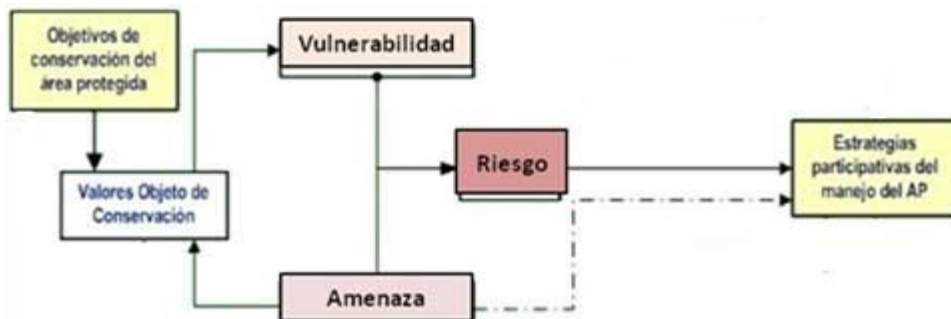 Objetivos de
conservación del
área protegida
Vulnerabilidad
Valores Objeto de
Conservación
Riesgo
Estrategias
participativas del
manejo del AP
Amenaza